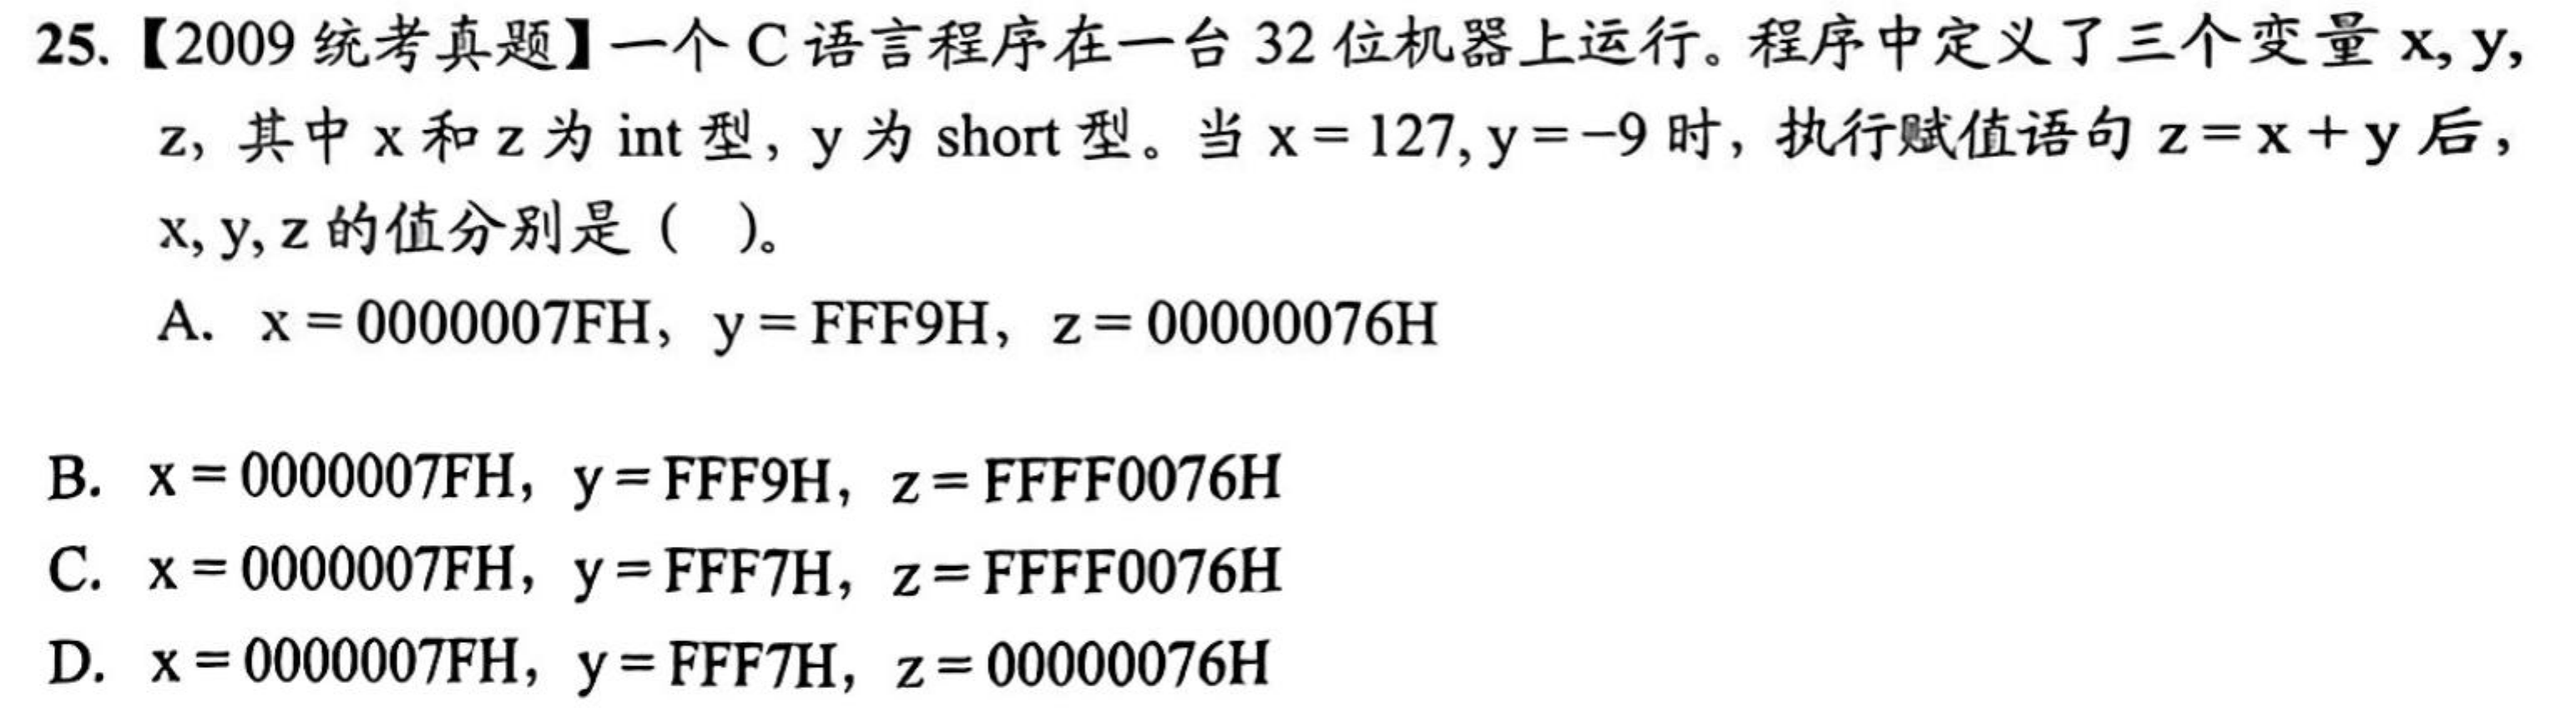 25.【2009 统考真题】一个 C 语言程序在一台 32 位机器上运行。程序中定义了三个变量 x, y,
z, 其中 x 和 z 为 int 型，y 为 short 型。当 x = 127, y = −9 时，执行赋值语句 z = x + y 后，
x, y, z 的值分别是（ ）。
A. x = 0000007FH，y = FFF9H，z = 00000076H
B. x = 0000007FH，y = FFF9H，z = FFFF0076H
C. x = 0000007FH，y = FFF7H，z = FFFF0076H
D. x = 0000007FH，y = FFF7H，z = 00000076H